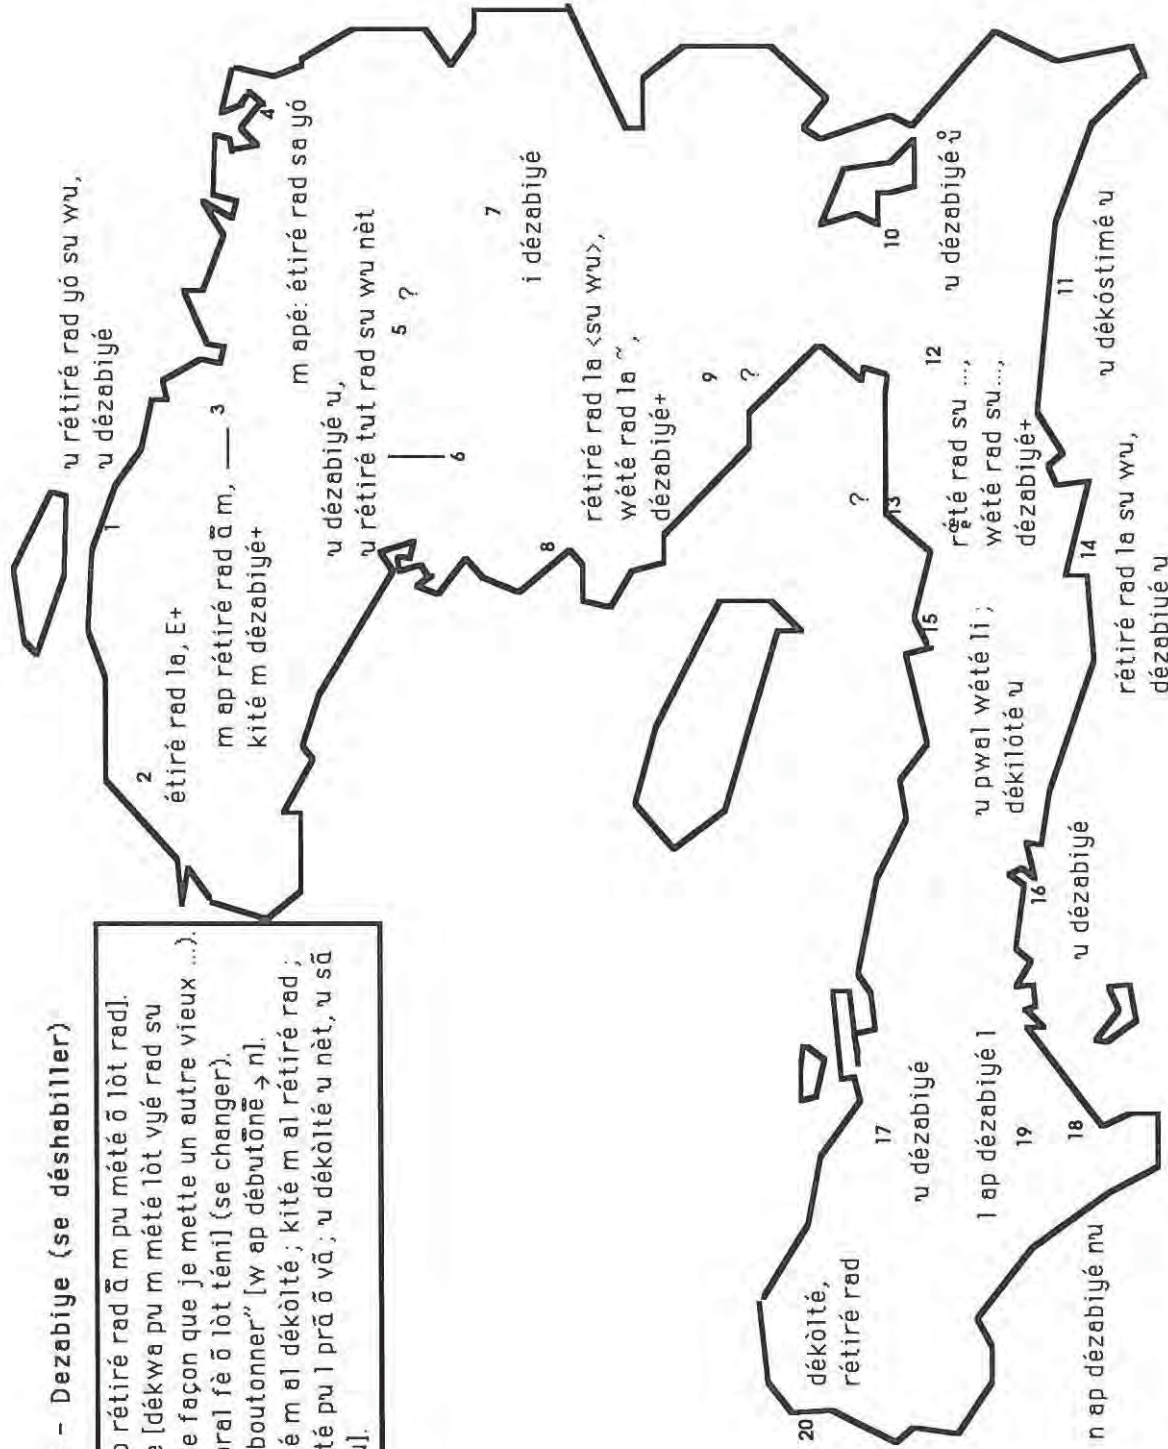 - Dezabiye (se déshabiller)
rétiré rad ã̄ m pu mété õ lòt rad].
[dékwa pu m mété lòt vyé rad su
e façon que je mette un autre vieux ...).
oral fè õ lòt téni] (se changer).
boutonner" [w ap débutõnẽ → n].
é m al dékòlté ; kité m al rétiré rad ;
té pu l prã õ vã ; u dékòlté u nèt, u sã
u].
u rétiré rad yó su wu,
u dézabiyé
1
2
étiré rad la, E+
m ap rétiré rad ã̄ m, —— 3
kité m dézabiyé+
4
m apé: étiré rad sa yó
u dézabiyé u,
u rétiré tut rad su wu nèt
5 ?
6
7
i dézabiyé
8
rétiré rad la <su wu>,
wété rad la ~,
dézabiyé+
9
?
10
u dézabiyé ů
11
u dékóstimé u
12
rœ̨té rad su ...,
wété rad su...,
dézabiyé+
?
13
14
rétiré rad la su wu,
dézabiyé u
15
u pwal wété li ;
dékilóté u
16
u dézabiyé
17
u dézabiyé
l ap dézabiyé l
19
18
n ap dézabiyé nu
20
dékòlté,
rétiré rad